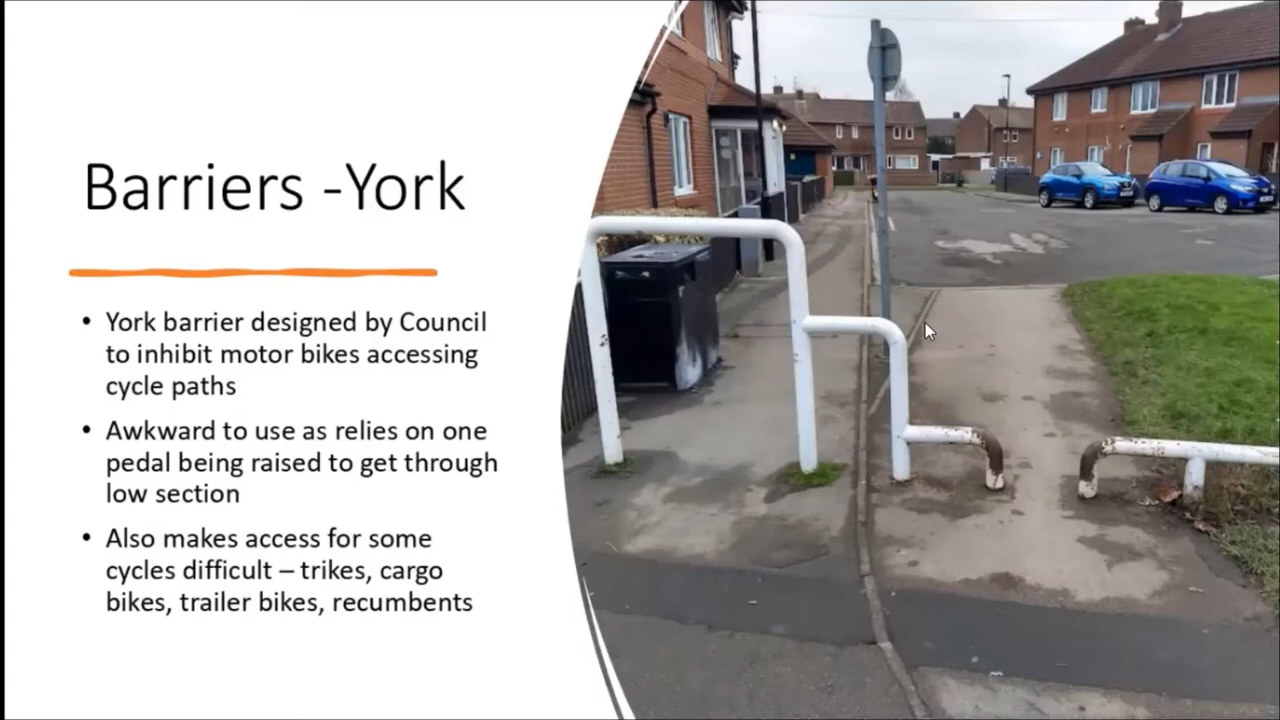 Barriers -York
• York barrier designed by Council
to inhibit motor bikes accessing
cycle paths
• Awkward to use as relies on one
pedal being raised to get through
low section
• Also makes access for some
cycles difficult – trikes, cargo
bikes, trailer bikes, recumbents